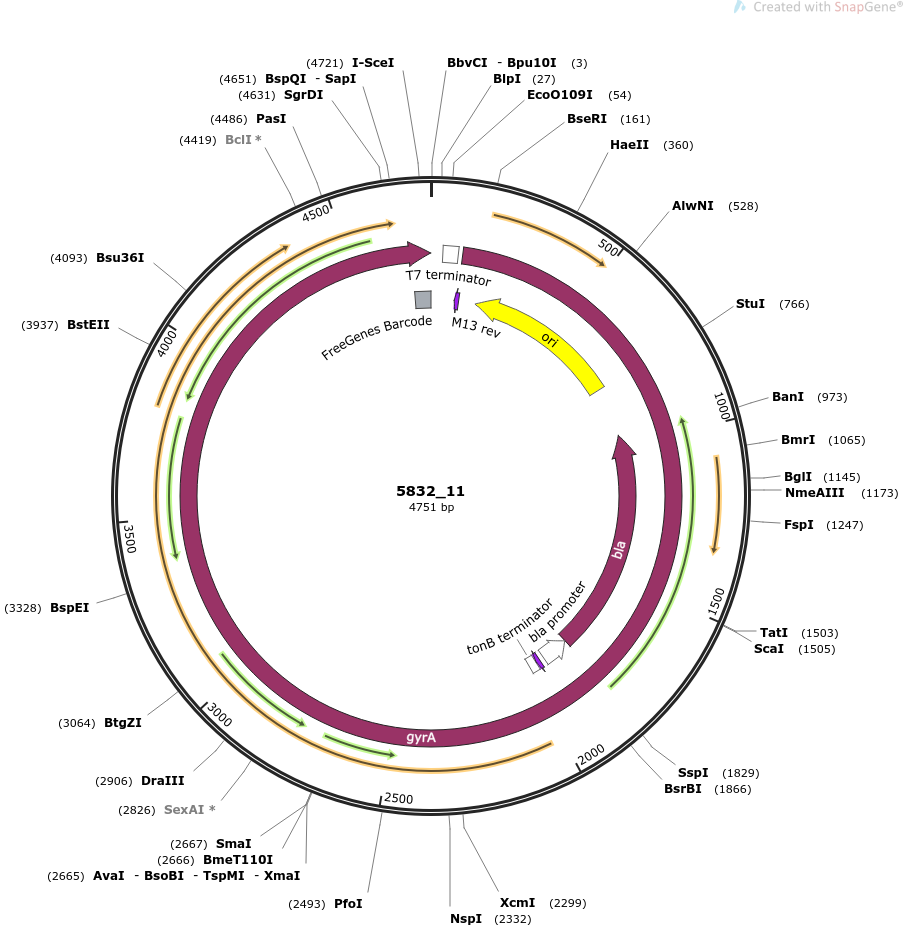 Created with SnapGene®
(4721) I-SceI
BbvCI - Bpu10I (3)
(4651) BspQI - SapI
BlpI (27)
(4631) SgrDI
EcoO109I (54)
(4486) PasI
BseRI (161)
(4419) BclI *
HaeII (360)
AlwNI (528)
4500
500
(4093) Bsu36I
T7 terminator
StuI (766)
(3937) BstEII
FreeGenes Barcode
M13 rev
ori
4000
1000
BanI (973)
BmrI (1065)
BglI (1145)
NmeAIII (1173)
5832_11
4751 bp
FspI (1247)
3500
bla
(3328) BspEI
1500
tonB terminator
bla promoter
TatI (1503)
ScaI (1505)
(3064) BtgZI
3000
gyrA
2000
(2906) DraIII
SspI (1829)
BsrBI (1866)
(2826) SexAI *
2500
(2667) SmaI
(2666) BmeT110I
(2665) AvaI - BsoBI - TspMI - XmaI
(2493) PfoI
XcmI (2299)
NspI (2332)